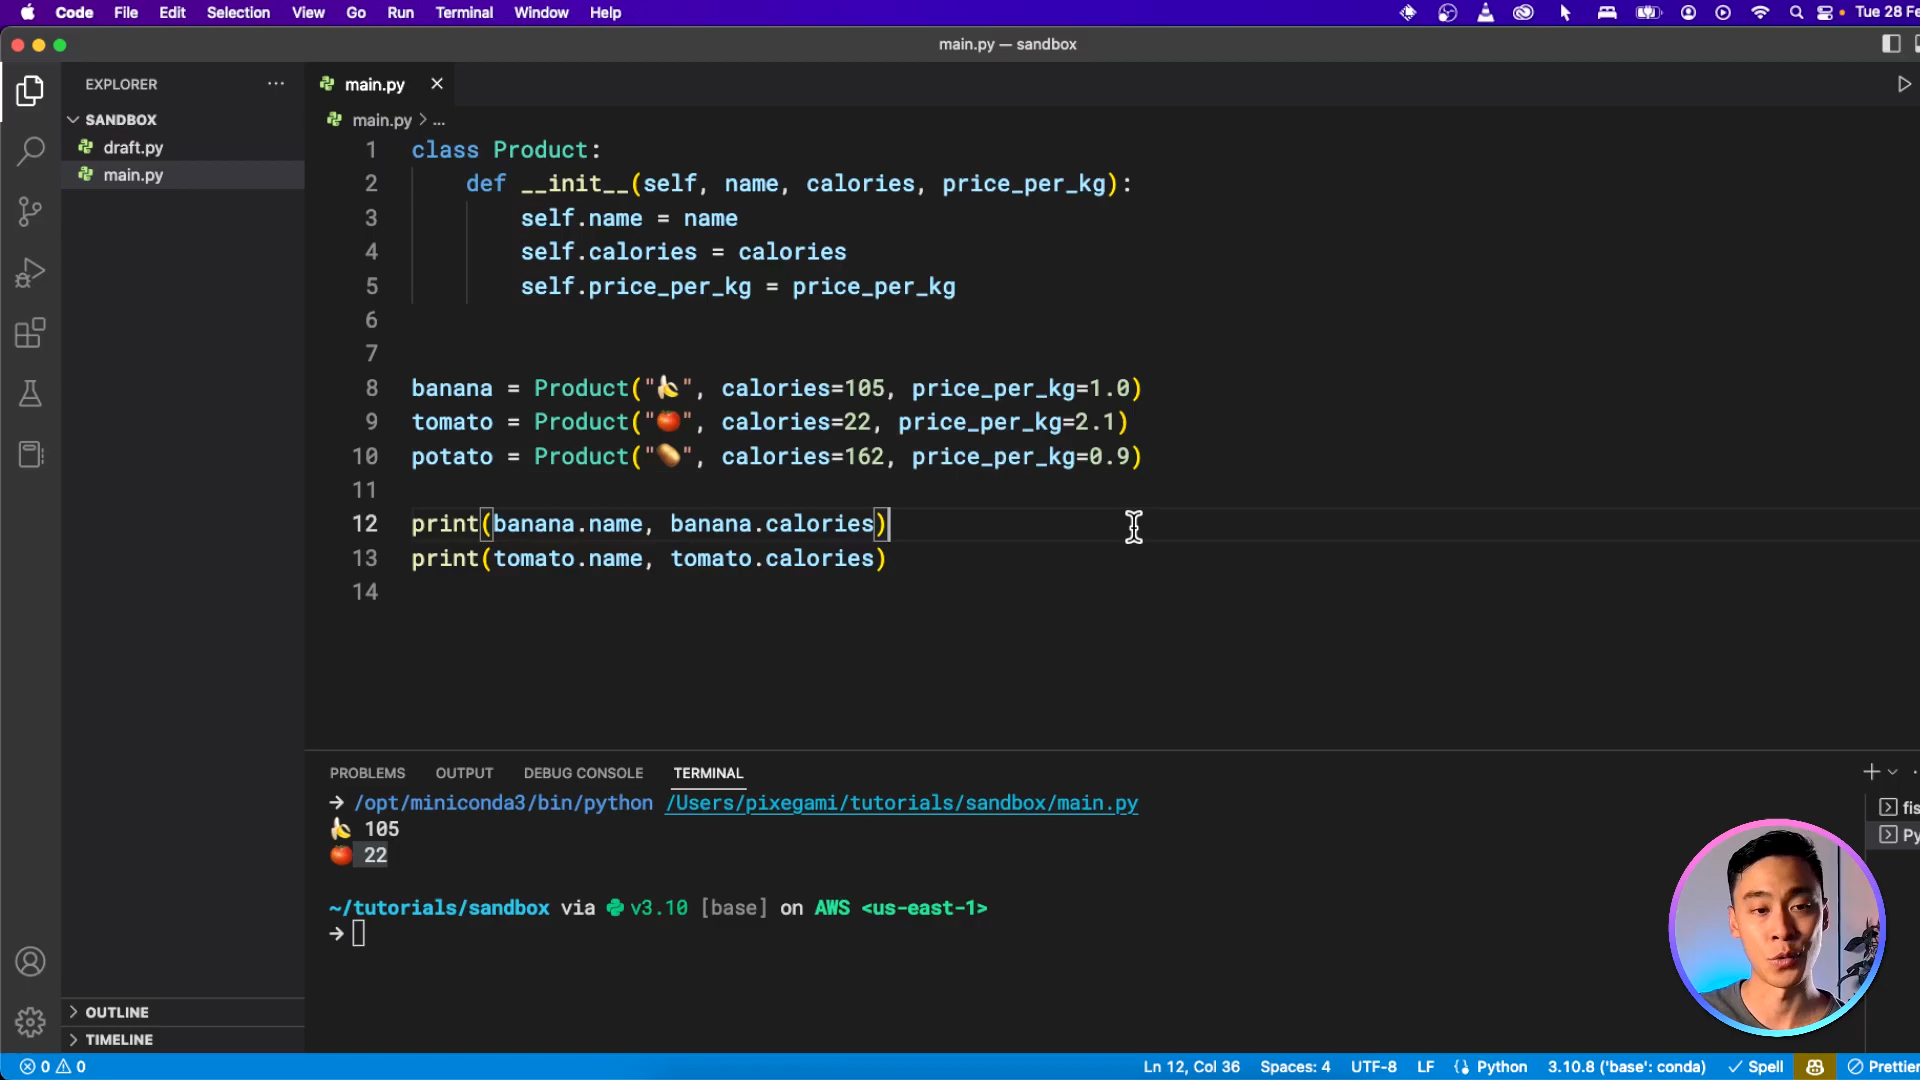 Code File Edit Selection View Go Run Terminal Window Help Tue 28 Fe
main.py — sandbox
EXPLORER
main.py
SANDBOX
draft.py
main.py
main.py > ...
1 class Product:
2 def __init__(self, name, calories, price_per_kg):
3 self.name = name
4 self.calories = calories
5 self.price_per_kg = price_per_kg
6
7
8 banana = Product("🍌", calories=105, price_per_kg=1.0)
9 tomato = Product("🍅", calories=22, price_per_kg=2.1)
10 potato = Product("🥔", calories=162, price_per_kg=0.9)
11
12 print(banana.name, banana.calories)
13 print(tomato.name, tomato.calories)
14
PROBLEMS OUTPUT DEBUG CONSOLE TERMINAL
→ /opt/miniconda3/bin/python /Users/pixegami/tutorials/sandbox/main.py
🍌 105
🍅 22
~/tutorials/sandbox via v3.10 [base] on AWS <us-east-1>
→
fis
Py
OUTLINE
TIMELINE
0 0 Ln 12, Col 36 Spaces: 4 UTF-8 LF Python 3.10.8 ('base': conda) Spell Prettier